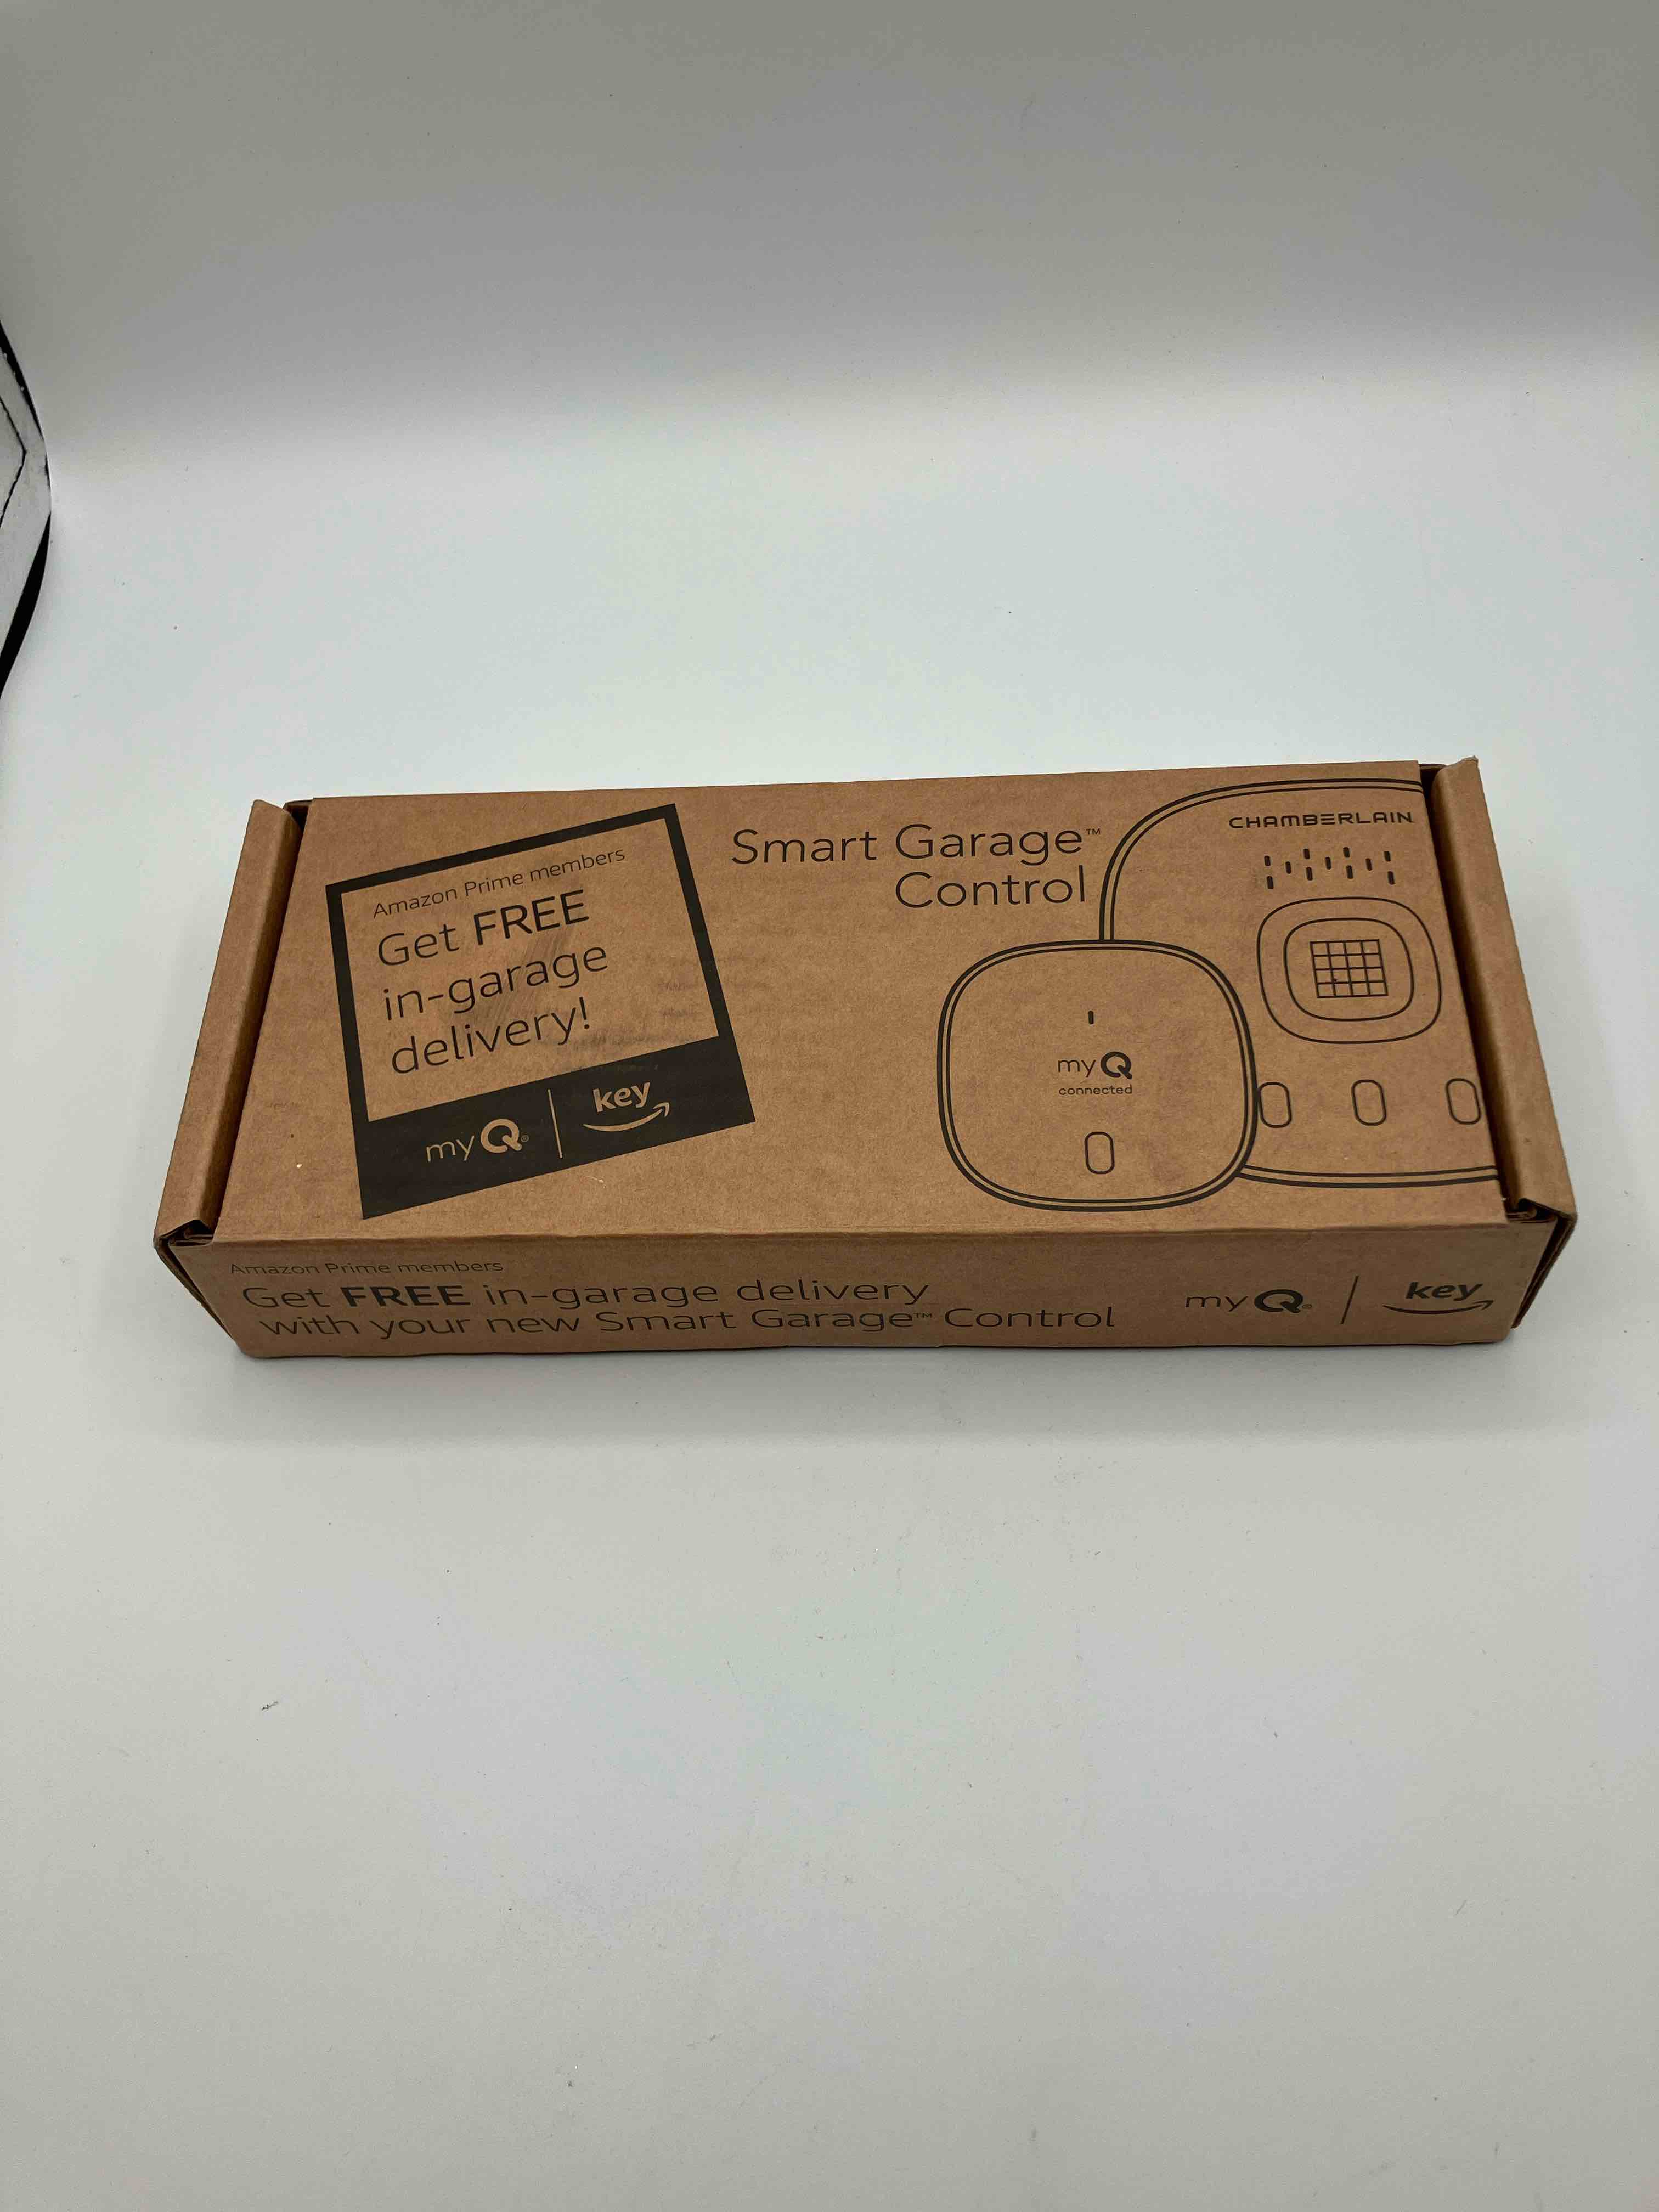 Amazon Prime members
Get FREE
in-garage
delivery!
myQ® | key
Smart Garage™
Control
CHAMBERLAIN
myQ
connected
Amazon Prime members
Get FREE in-garage delivery
with your new Smart Garage™ Control
myQ® | key